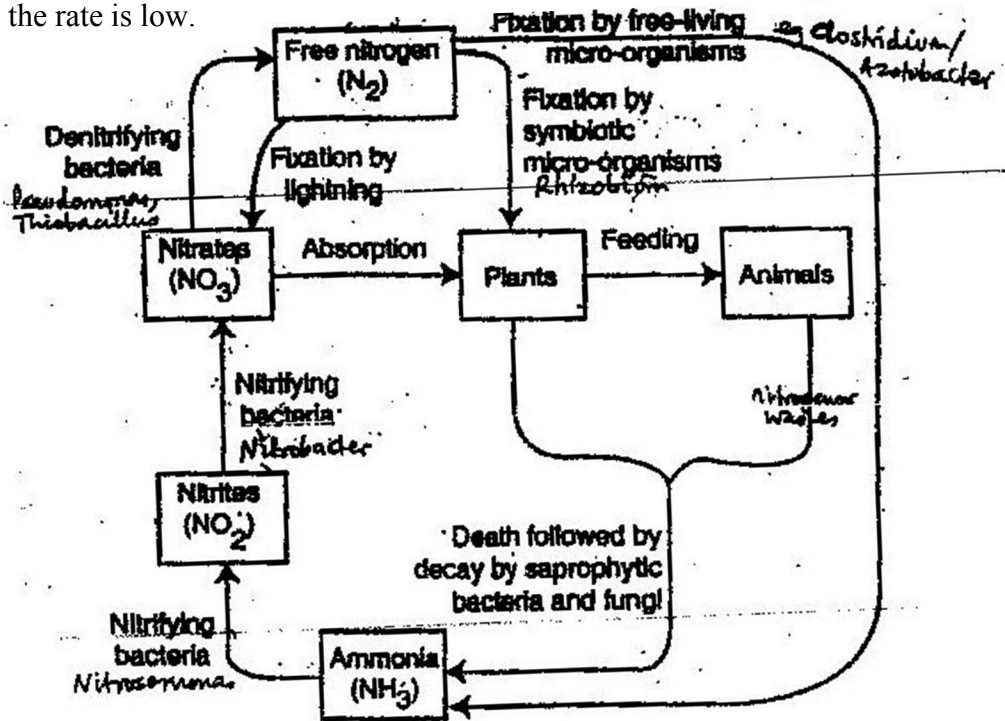 the rate is low.
Fixation by free-living
micro-organisms
eg Clostridium/
Azotobacter
Free nitrogen
(N2)
Denitrifying
bacteria
Pseudomonas,
Thiobacillus
Fixation by
lightning
Fixation by
symbiotic
micro-organisms
Rhizobium
Nitrates
(NO3)
Absorption
Plants
Feeding
Animals
Nitrifying
bacteria
Nitrobacter
Wastes
Nitrites
(NO2)
Death followed by
decay by saprophytic
bacteria and fungi
Nitrifying
bacteria
Nitrosomonas
Ammonia
(NH3)